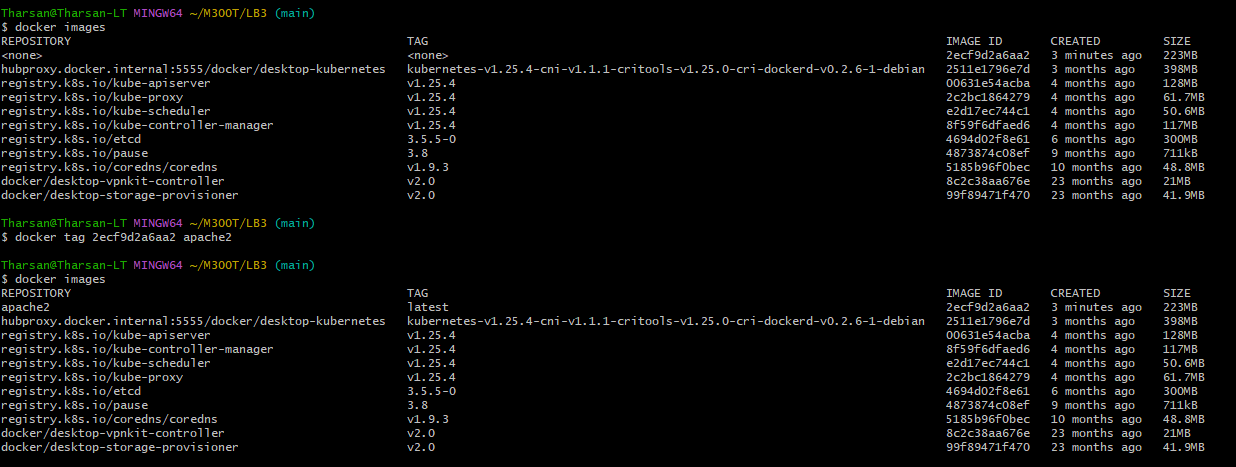 Tharsan@Tharsan-LT MINGW64 ~/M3OOT/LB3 (main)
$ docker images
REPOSITORY TAG IMAGE ID CREATED SIZE
<none> <none> 2ecf9d2a6aa2 3 minutes ago 223MB
hubproxy.docker.internal:5555/docker/desktop-kubernetes kubernetes-v1.25.4-cni-v1.1.1-critools-v1.25.0-cri-dockerd-v0.2.6-1-debian 2511e1796e7d 3 months ago 398MB
registry.k8s.io/kube-apiserver v1.25.4 00631e54acba 4 months ago 128MB
registry.k8s.io/kube-proxy v1.25.4 2c2bc1864279 4 months ago 61.7MB
registry.k8s.io/kube-scheduler v1.25.4 e2d17ec744c1 4 months ago 50.6MB
registry.k8s.io/kube-controller-manager v1.25.4 8f59f6dfaed6 4 months ago 117MB
registry.k8s.io/etcd 3.5.5-0 4694d02f8e61 6 months ago 300MB
registry.k8s.io/pause 3.8 4873874c08ef 9 months ago 711kB
registry.k8s.io/coredns/coredns v1.9.3 5185b96f0bec 10 months ago 48.8MB
docker/desktop-vpnkit-controller v2.0 8c2c38aa676e 23 months ago 21MB
docker/desktop-storage-provisioner v2.0 99f89471f470 23 months ago 41.9MB
Tharsan@Tharsan-LT MINGW64 ~/M3OOT/LB3 (main)
$ docker tag 2ecf9d2a6aa2 apache2
Tharsan@Tharsan-LT MINGW64 ~/M3OOT/LB3 (main)
$ docker images
REPOSITORY TAG IMAGE ID CREATED SIZE
apache2 latest 2ecf9d2a6aa2 3 minutes ago 223MB
hubproxy.docker.internal:5555/docker/desktop-kubernetes kubernetes-v1.25.4-cni-v1.1.1-critools-v1.25.0-cri-dockerd-v0.2.6-1-debian 2511e1796e7d 3 months ago 398MB
registry.k8s.io/kube-apiserver v1.25.4 00631e54acba 4 months ago 128MB
registry.k8s.io/kube-controller-manager v1.25.4 8f59f6dfaed6 4 months ago 117MB
registry.k8s.io/kube-scheduler v1.25.4 e2d17ec744c1 4 months ago 50.6MB
registry.k8s.io/kube-proxy v1.25.4 2c2bc1864279 4 months ago 61.7MB
registry.k8s.io/etcd 3.5.5-0 4694d02f8e61 6 months ago 300MB
registry.k8s.io/pause 3.8 4873874c08ef 9 months ago 711kB
registry.k8s.io/coredns/coredns v1.9.3 5185b96f0bec 10 months ago 48.8MB
docker/desktop-vpnkit-controller v2.0 8c2c38aa676e 23 months ago 21MB
docker/desktop-storage-provisioner v2.0 99f89471f470 23 months ago 41.9MB